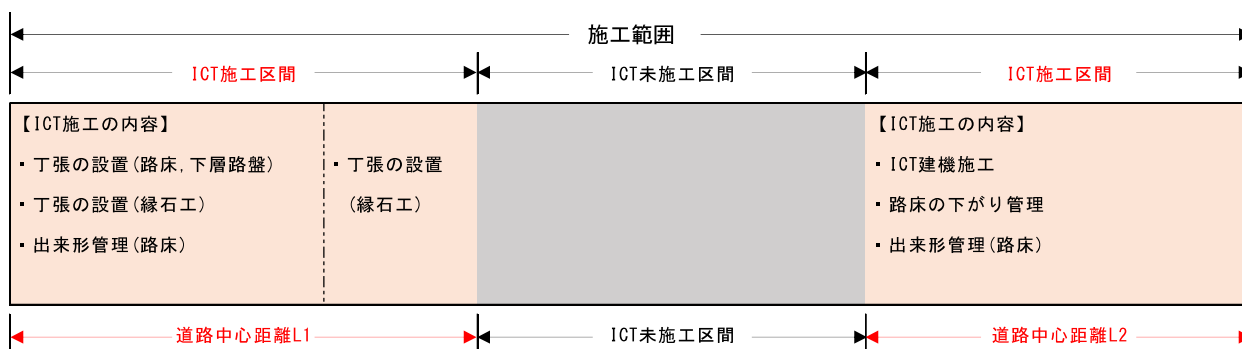 施工範囲
ICT施工区間
ICT未施工区間
ICT施工区間
【ICT施工の内容】
・丁張の設置(路床,下層路盤)
・丁張の設置(縁石工)
・出来形管理(路床)
・丁張の設置
(縁石工)
【ICT施工の内容】
・ICT建機施工
・路床の下がり管理
・出来形管理(路床)
道路中心距離L1
ICT未施工区間
道路中心距離L2